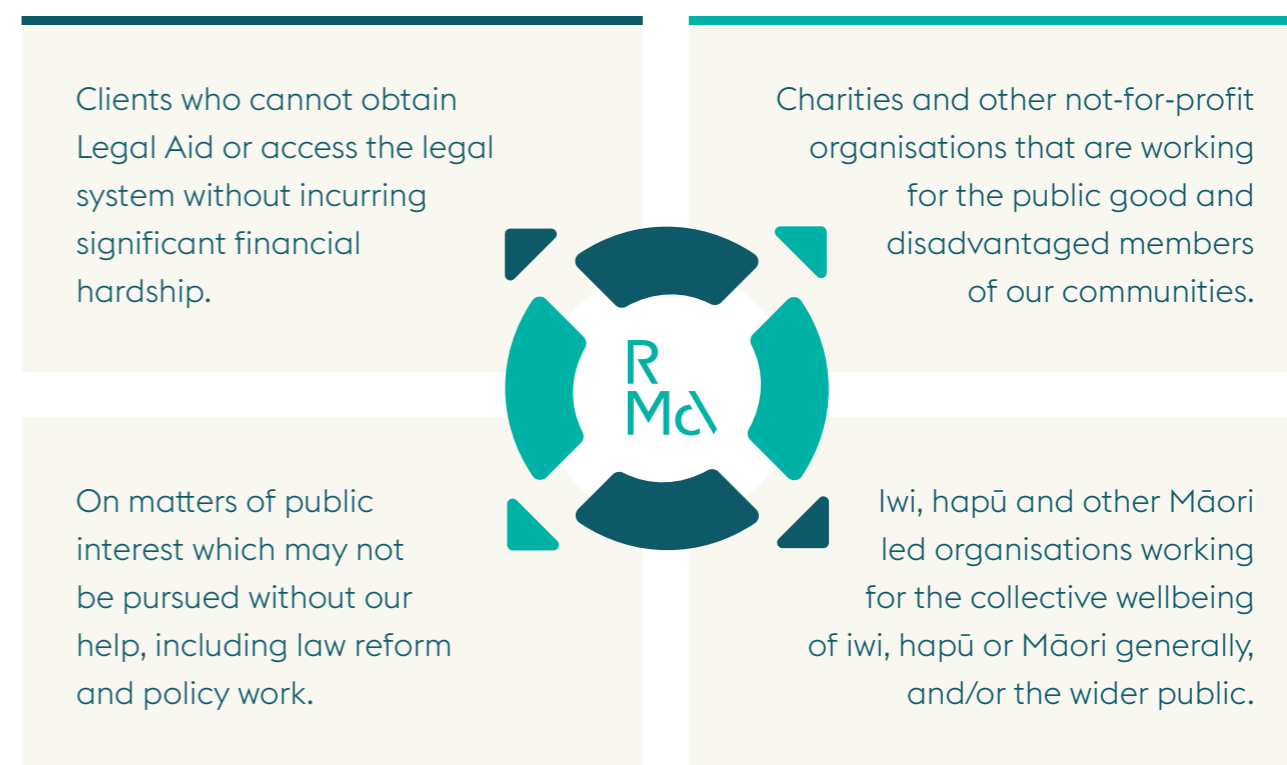 Clients who cannot obtain
Legal Aid or access the legal
system without incurring
significant financial
hardship.
Charities and other not-for-profit
organisations that are working
for the public good and
disadvantaged members
of our communities.
R
Mc\
On matters of public
interest which may not
be pursued without our
help, including law reform
and policy work.
Iwi, hapū and other Māori
led organisations working
for the collective wellbeing
of iwi, hapū or Māori generally,
and/or the wider public.